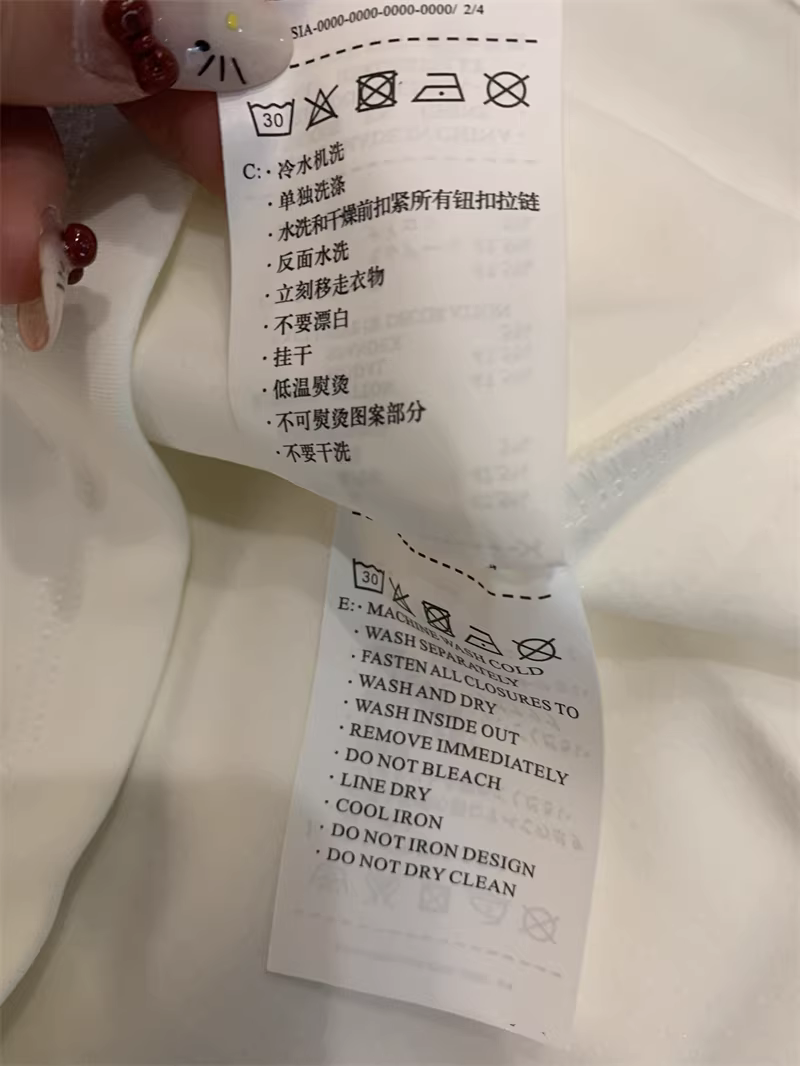 SIA-0000-0000-0000-0000/ 2/4
30
C:· 冷水机洗
· 单独洗涤
· 水洗和干燥前扣紧所有钮扣拉链
· 反面水洗
· 立刻移走衣物
· 不要漂白
· 挂干
· 低温熨烫
· 不可熨烫图案部分
· 不要干洗
30
E:· MACHINE WASH COLD
· WASH SEPARATELY
· FASTEN ALL CLOSURES TO
· WASH AND DRY
· WASH INSIDE OUT
· REMOVE IMMEDIATELY
· DO NOT BLEACH
· LINE DRY
· COOL IRON
· DO NOT IRON DESIGN
· DO NOT DRY CLEAN